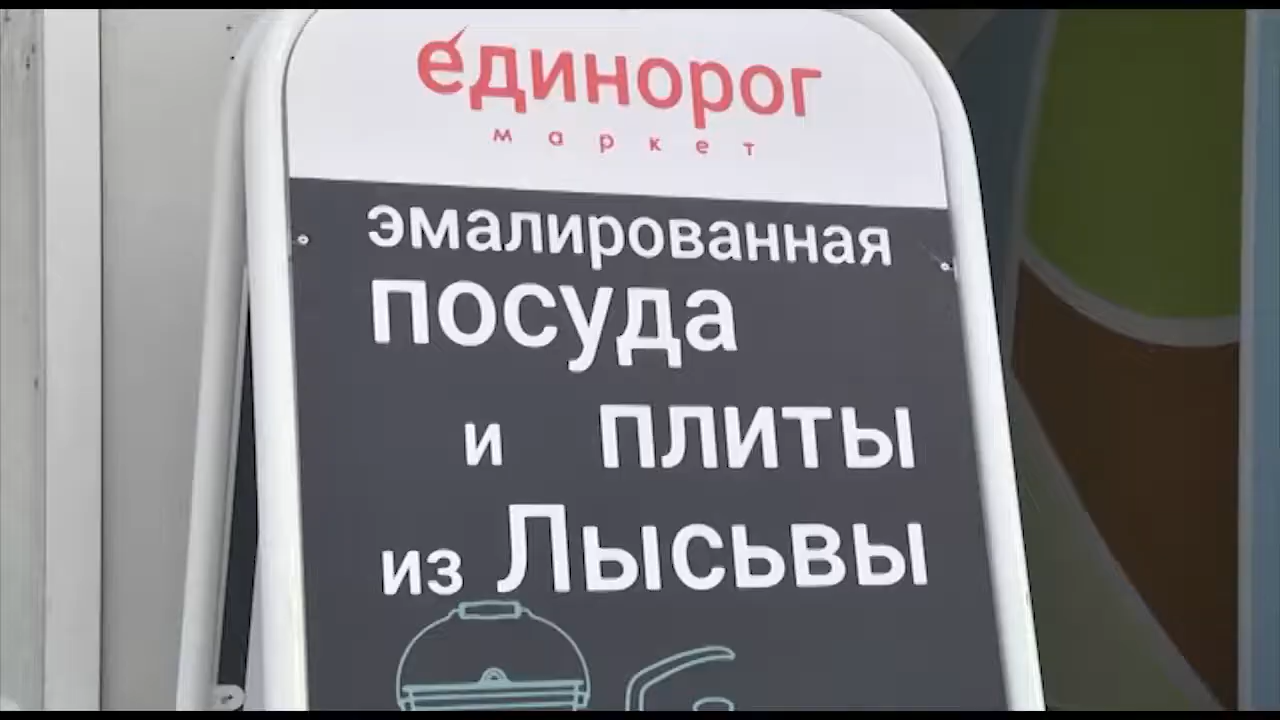 единорог
маркет
эмалированная
посуда
и плиты
из Лысьвы